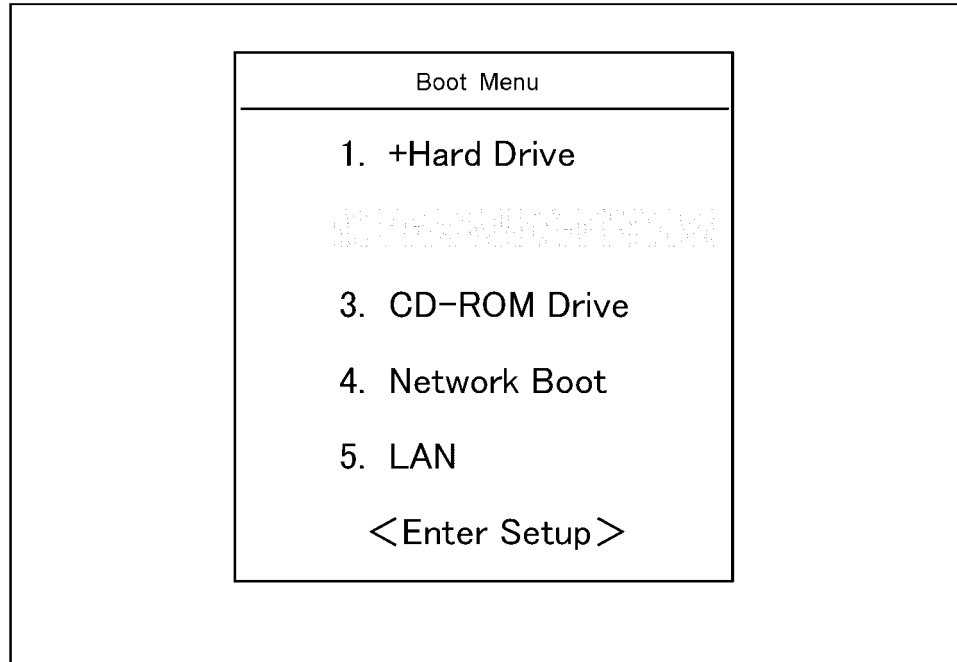 Boot Menu
1. +Hard Drive
3. CD-ROM Drive
4. Network Boot
5. LAN
<Enter Setup>